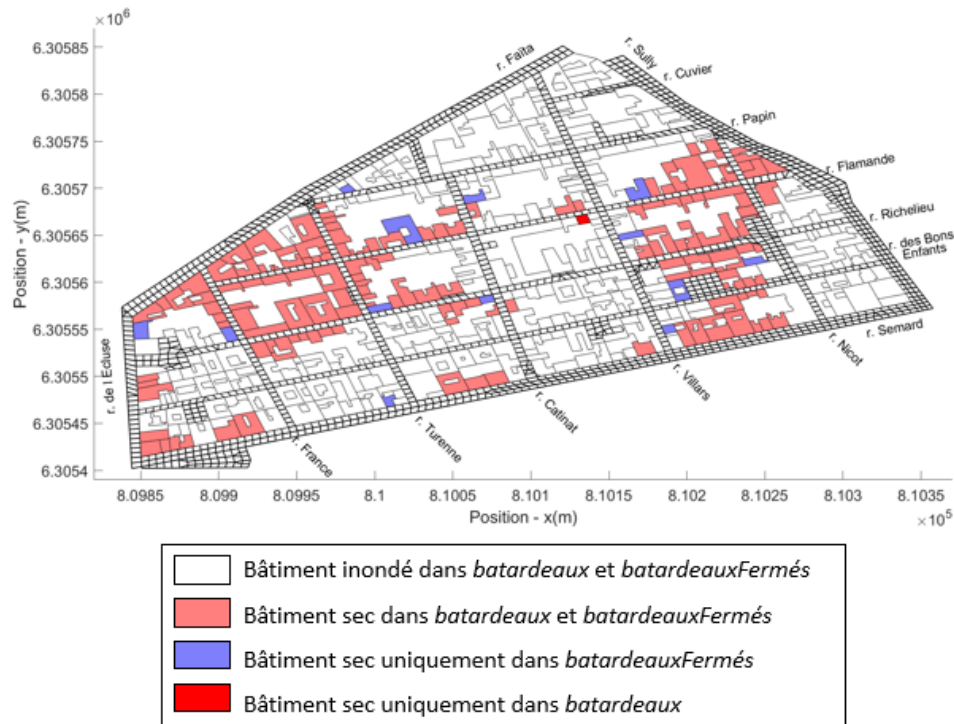 ×10⁶
6.30585
6.3058
6.30575
6.3057
6.30565
6.3056
6.30555
6.3055
6.30545
6.3054
Position - y(m)
r. Faïta
r. Sully
r. Cuvier
r. Papin
r. Flamande
r. Richelieu
r. des Bons
Enfants
r. Semard
r. Nicot
r. Villars
r. Catinat
r. Turenne
r. France
r. de l Ecluse
8.0985 8.099 8.0995 8.1 8.1005 8.101 8.1015 8.102 8.1025 8.103 8.1035
Position - x(m)
×10⁵
Bâtiment inondé dans batardeaux et batardeauxFermés
Bâtiment sec dans batardeaux et batardeauxFermés
Bâtiment sec uniquement dans batardeauxFermés
Bâtiment sec uniquement dans batardeaux